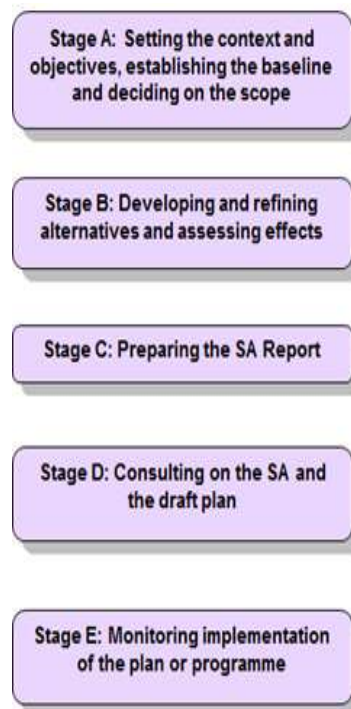 Stage A:  Setting the context and
objectives, establishing the baseline
and deciding on the scope
Stage B: Developing and refining
alternatives and assessing effects
Stage C: Preparing the SA Report
Stage D: Consulting on the SA and
the draft plan
Stage E: Monitoring implementation
of the plan or programme